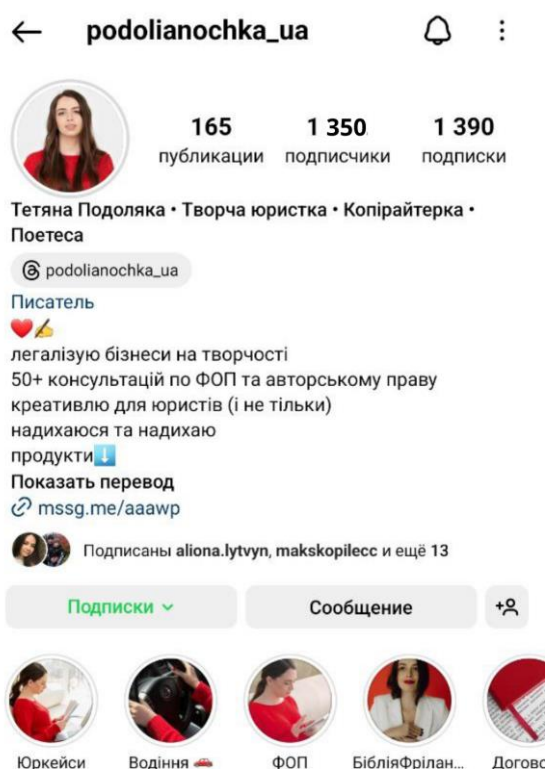 podolianochka_ua
165
1 350
1 390
публикации
подписчики
подписки
Тетяна Подоляка • Творча юристка • Копірайтерка •
Поетеса
podolianochka_ua
Писатель
❤️✍️
легалізую бізнеси на творчості
50+ консультацій по ФОП та авторському праву
креативлю для юристів (і не тільки)
надихаюся та надихаю
продукти⬇️
Показать перевод
mssg.me/aaawp
Подписаны aliona.lytvyn, makskopilecc и ещё 13
Подписки
Сообщение
Юркейси
Водіння 🚗
ФОП
БібліяФрілан...
Догово